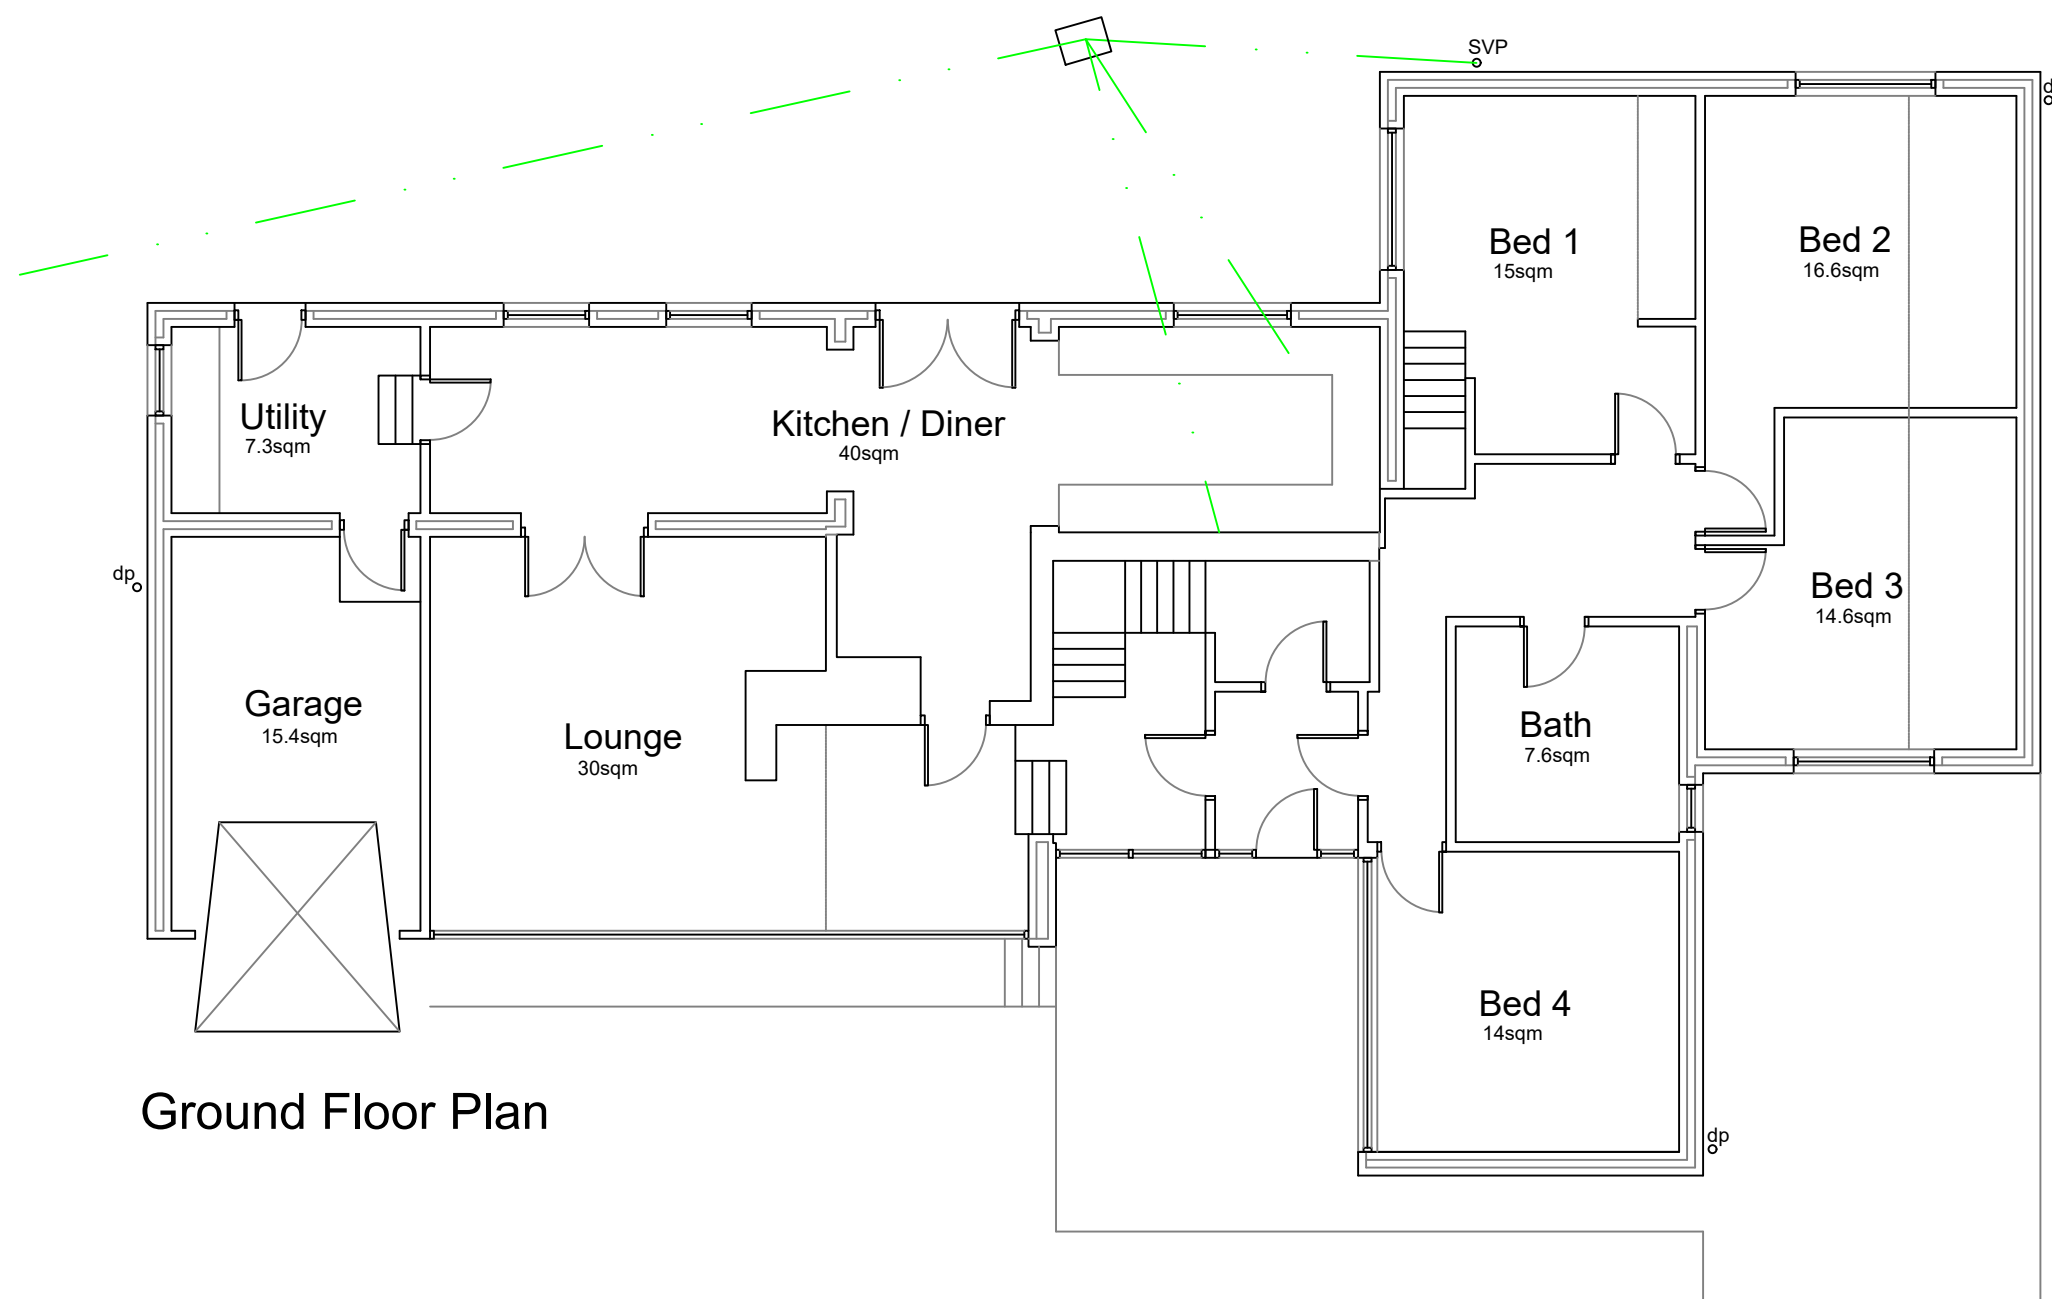 SVP
d
Bed 1
15sqm
Bed 2
16.6sqm
Utility
7.3sqm
Kitchen / Diner
40sqm
dp
Bed 3
14.6sqm
Garage
15.4sqm
Lounge
30sqm
Bath
7.6sqm
Bed 4
14sqm
Ground Floor Plan
dp